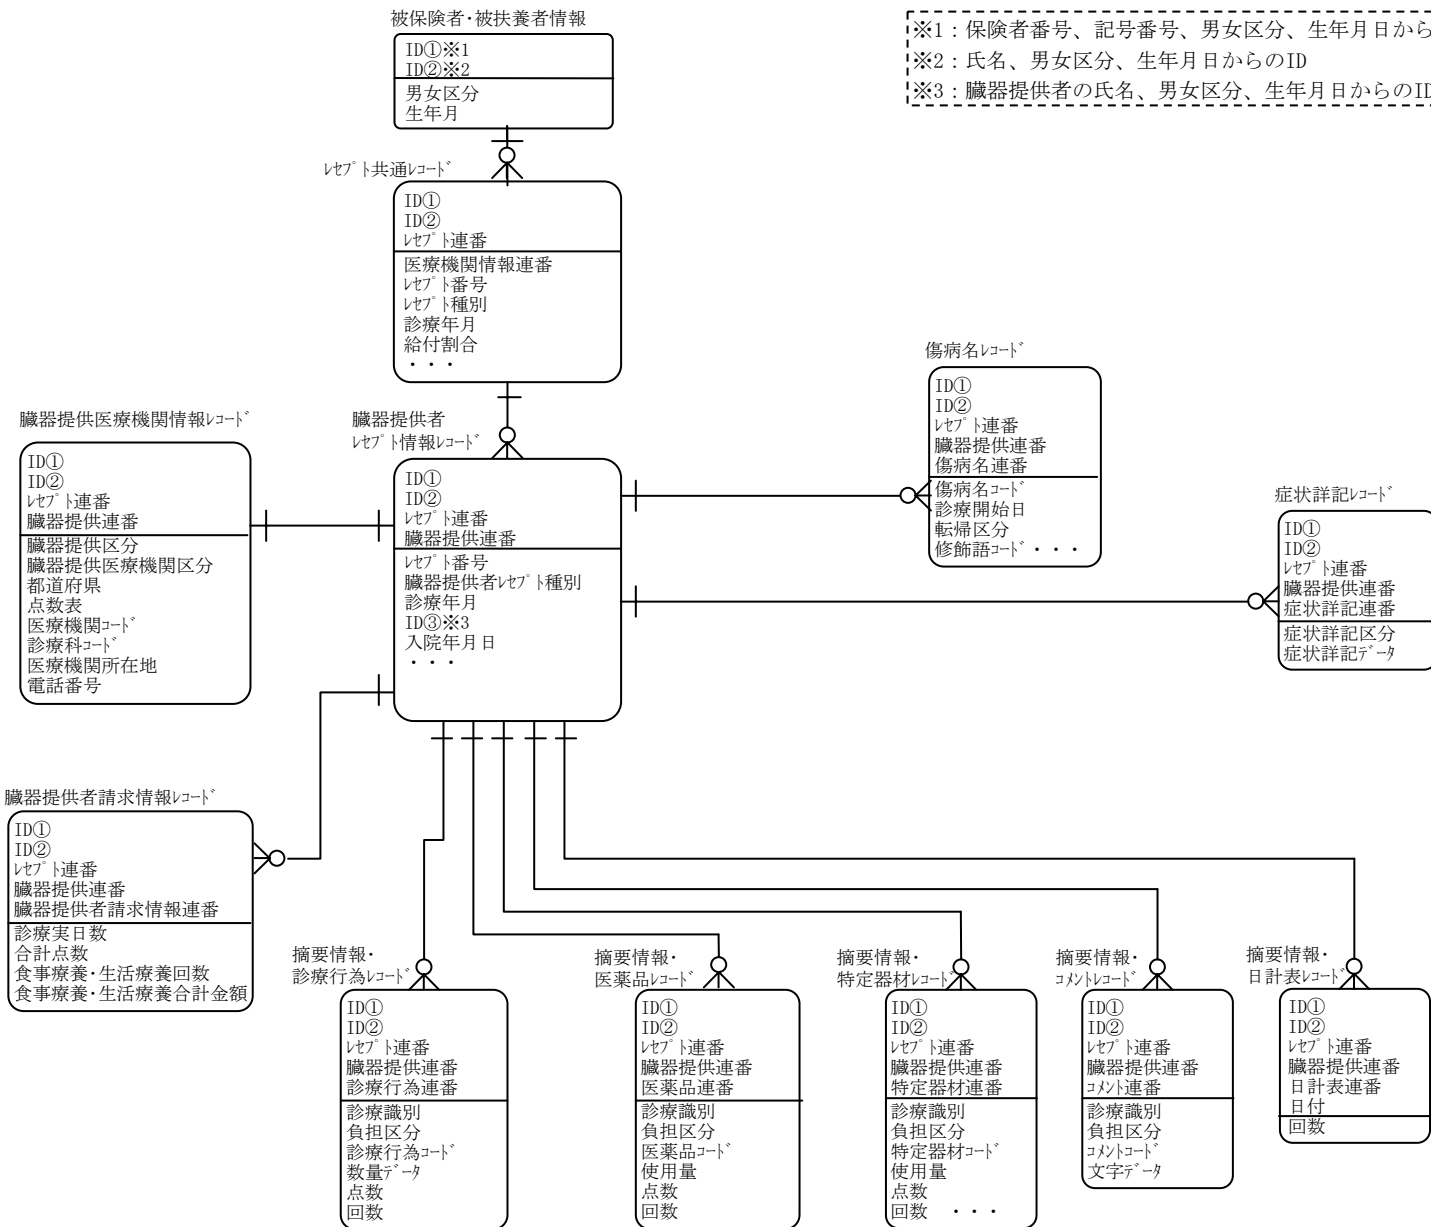 被保険者・被扶養者情報
ID①※1
ID②※2
男女区分
生年月
※1：保険者番号、記号番号、男女区分、生年月日から
※2：氏名、男女区分、生年月日からのID
※3：臓器提供者の氏名、男女区分、生年月日からのID
ﾚｾﾌﾟﾄ共通ﾚｺｰﾄﾞ
ID①
ID②
ﾚｾﾌﾟﾄ連番
医療機関情報連番
ﾚｾﾌﾟﾄ番号
ﾚｾﾌﾟﾄ種別
診療年月
給付割合
・・・
臓器提供医療機関情報ﾚｺｰﾄﾞ
ID①
ID②
ﾚｾﾌﾟﾄ連番
臓器提供連番
臓器提供区分
臓器提供医療機関区分
都道府県
点数表
医療機関ｺｰﾄﾞ
診療科ｺｰﾄﾞ
医療機関所在地
電話番号
臓器提供者
ﾚｾﾌﾟﾄ情報ﾚｺｰﾄﾞ
ID①
ID②
ﾚｾﾌﾟﾄ連番
臓器提供連番
ﾚｾﾌﾟﾄ番号
臓器提供者ﾚｾﾌﾟﾄ種別
診療年月
ID③※3
入院年月日
・・・
傷病名ﾚｺｰﾄﾞ
ID①
ID②
ﾚｾﾌﾟﾄ連番
臓器提供連番
傷病名連番
傷病名ｺｰﾄﾞ
診療開始日
転帰区分
修飾語ｺｰﾄﾞ・・・
症状詳記ﾚｺｰﾄﾞ
ID①
ID②
ﾚｾﾌﾟﾄ連番
臓器提供連番
症状詳記連番
症状詳記区分
症状詳記ﾃﾞｰﾀ
臓器提供者請求情報ﾚｺｰﾄﾞ
ID①
ID②
ﾚｾﾌﾟﾄ連番
臓器提供連番
臓器提供者請求情報連番
診療実日数
合計点数
食事療養・生活療養回数
食事療養・生活療養合計金額
摘要情報・
診療行為ﾚｺｰﾄﾞ
ID①
ID②
ﾚｾﾌﾟﾄ連番
臓器提供連番
診療行為連番
診療識別
負担区分
診療行為ｺｰﾄﾞ
数量ﾃﾞｰﾀ
点数
回数
摘要情報・
医薬品ﾚｺｰﾄﾞ
ID①
ID②
ﾚｾﾌﾟﾄ連番
臓器提供連番
医薬品連番
診療識別
負担区分
医薬品ｺｰﾄﾞ
使用量
点数
回数
摘要情報・
特定器材ﾚｺｰﾄﾞ
ID①
ID②
ﾚｾﾌﾟﾄ連番
臓器提供連番
特定器材連番
診療識別
負担区分
特定器材ｺｰﾄﾞ
使用量
点数
回数 ・・・
摘要情報・
ｺﾒﾝﾄﾚｺｰﾄﾞ
ID①
ID②
ﾚｾﾌﾟﾄ連番
臓器提供連番
ｺﾒﾝﾄ連番
診療識別
負担区分
ｺﾒﾝﾄｺｰﾄﾞ
文字ﾃﾞｰﾀ
摘要情報・
日計表ﾚｺｰﾄﾞ
ID①
ID②
ﾚｾﾌﾟﾄ連番
臓器提供連番
日計表連番
日付
回数